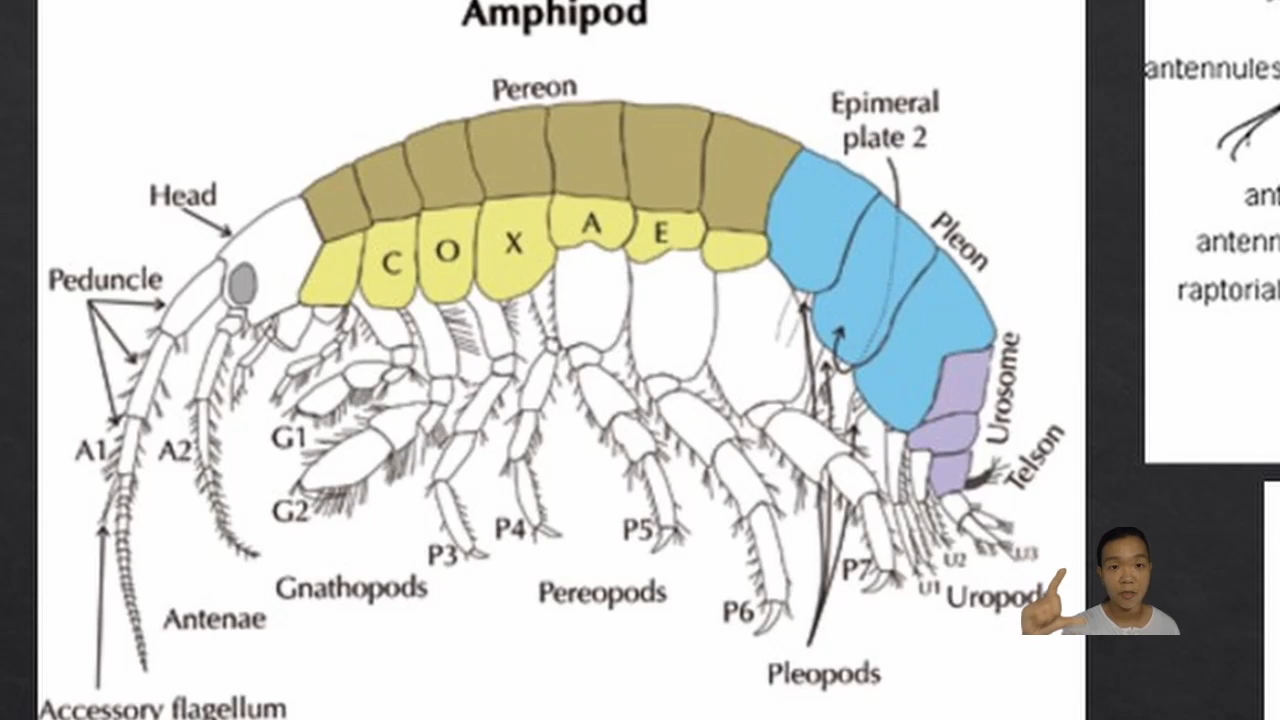 Amphipod
Pereon
Epimeral
plate 2
Head
Pleon
Peduncle
C O X A E
Urosome
Telson
A1
A2
G1
G2
P3
P4
P5
P6
P7
U1
U2
U3
Gnathopods
Pereopods
Uropod
Antenae
Pleopods
Accessory flagellum
antennules
ant
antenn
raptorial